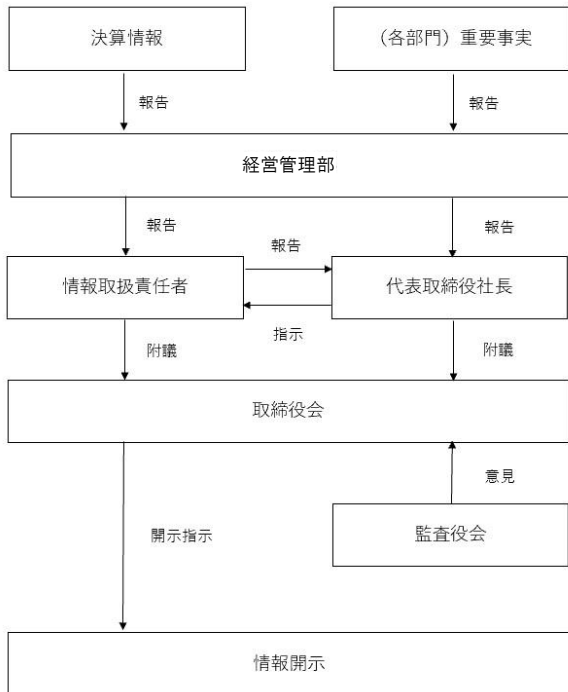 決算情報
（各部門）重要事実
報告
報告
経営管理部
報告
報告
報告
情報取扱責任者
代表取締役社長
指示
附議
附議
取締役会
意見
監査役会
開示指示
情報開示